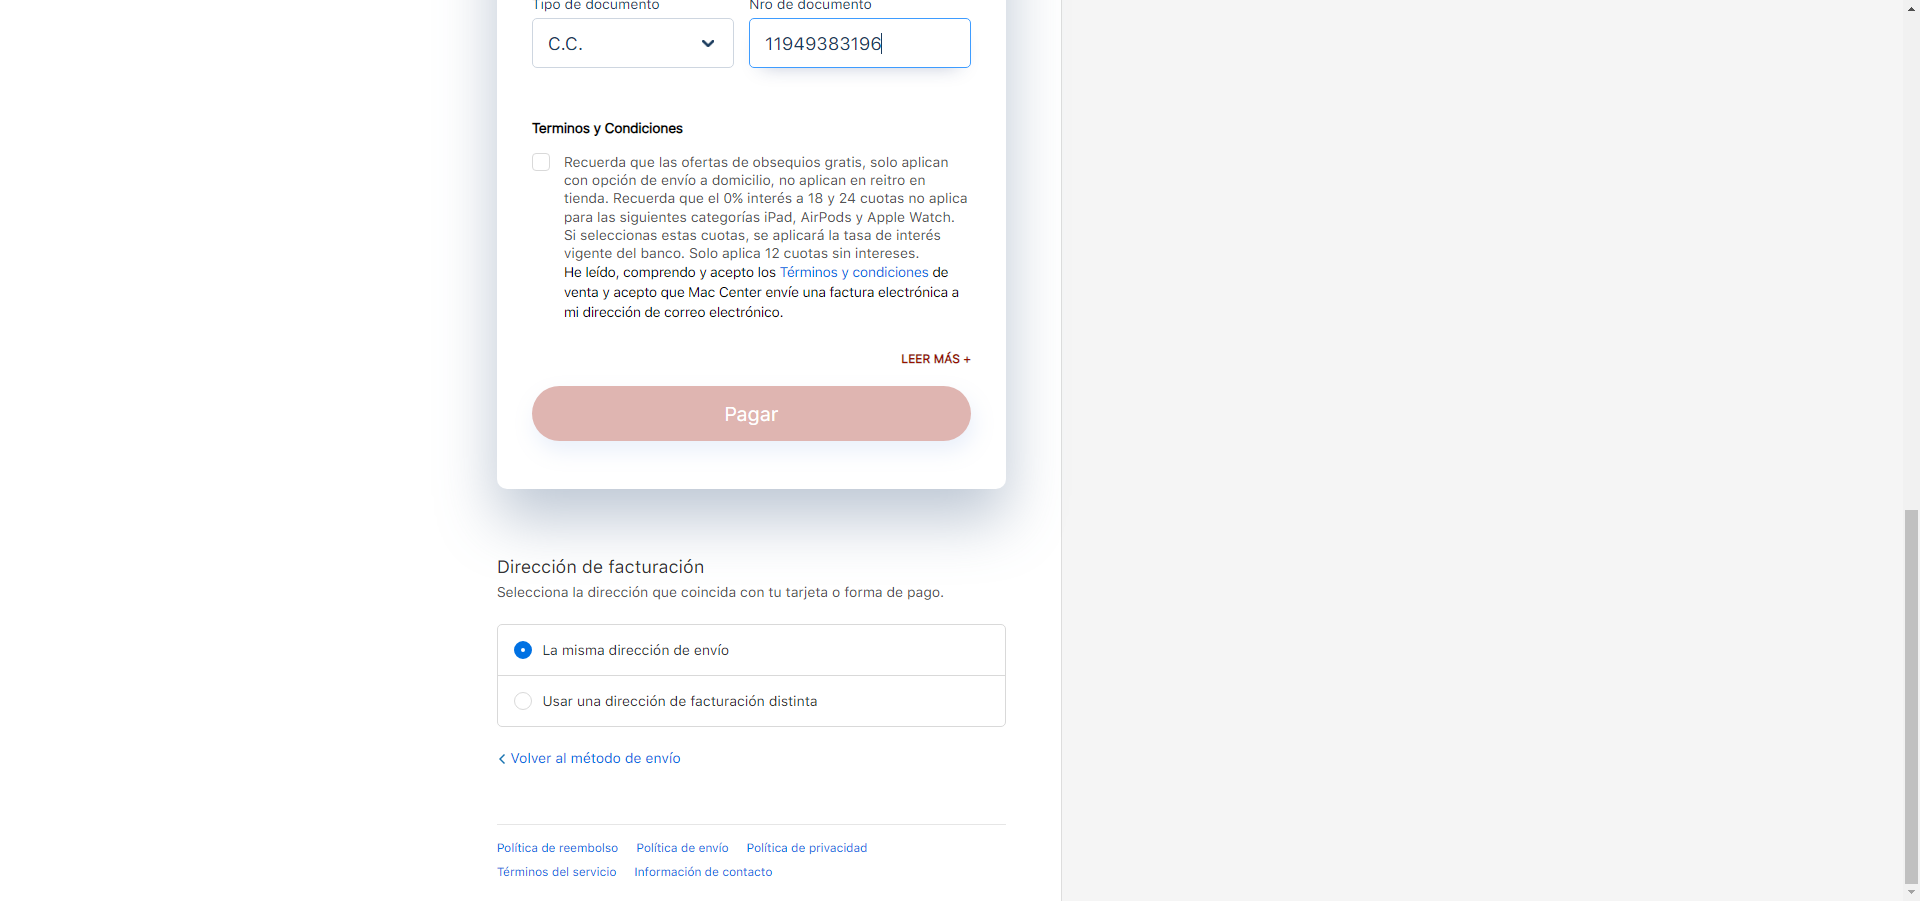 Tipo de documento
Nro de documento
C.C.
11949383196
Terminos y Condiciones
Recuerda que las ofertas de obsequios gratis, solo aplican
con opción de envío a domicilio, no aplican en reitro en
tienda. Recuerda que el 0% interés a 18 y 24 cuotas no aplica
para las siguientes categorías iPad, AirPods y Apple Watch.
Si seleccionas estas cuotas, se aplicará la tasa de interés
vigente del banco. Solo aplica 12 cuotas sin intereses.
He leído, comprendo y acepto los Términos y condiciones de
venta y acepto que Mac Center envíe una factura electrónica a
mi dirección de correo electrónico.
LEER MÁS +
Pagar
Dirección de facturación
Selecciona la dirección que coincida con tu tarjeta o forma de pago.
La misma dirección de envío
Usar una dirección de facturación distinta
Volver al método de envío
Política de reembolso
Política de envío
Política de privacidad
Términos del servicio
Información de contacto